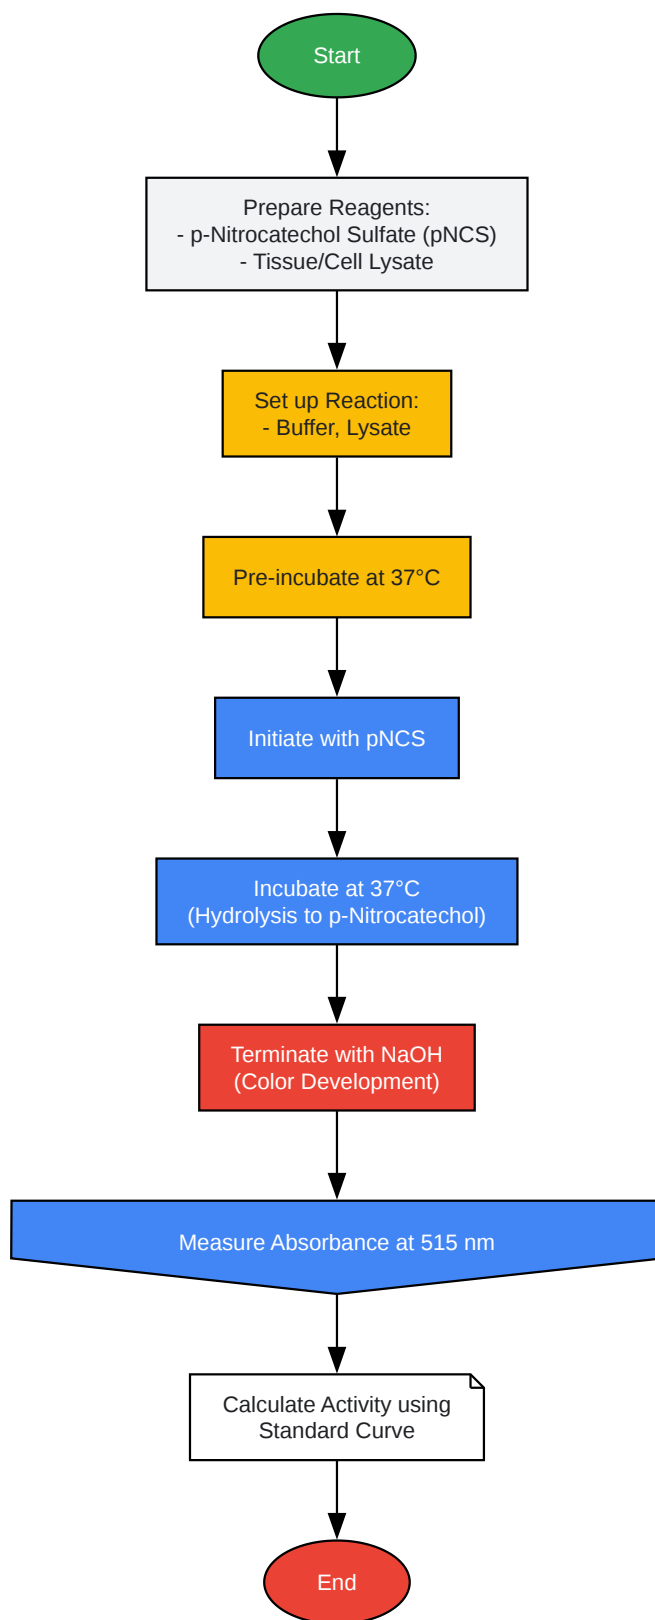 Start
Prepare Reagents:
- p-Nitrocatechol Sulfate (pNCS)
- Tissue/Cell Lysate
Set up Reaction:
- Buffer, Lysate
Pre-incubate at 37°C
Initiate with pNCS
Incubate at 37°C
(Hydrolysis to p-Nitrocatechol)
Terminate with NaOH
(Color Development)
Measure Absorbance at 515 nm
Calculate Activity using
Standard Curve
End